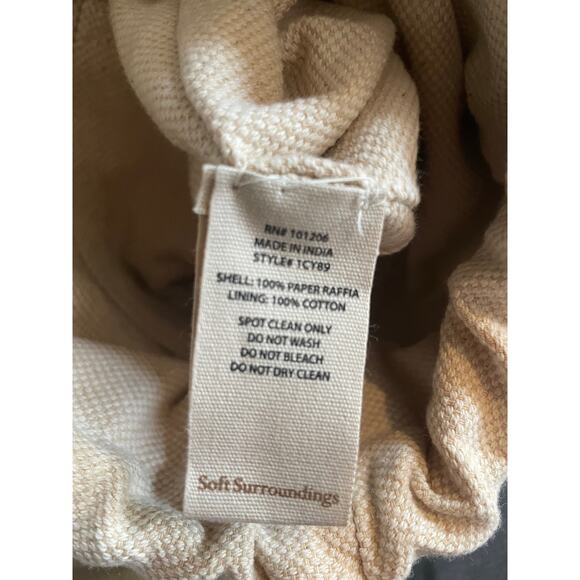 RN# 101206
MADE IN INDIA
STYLE# 1CY89
SHELL: 100% PAPER RAFFIA
LINING: 100% COTTON
SPOT CLEAN ONLY
DO NOT WASH
DO NOT BLEACH
DO NOT DRY CLEAN
Soft Surroundings